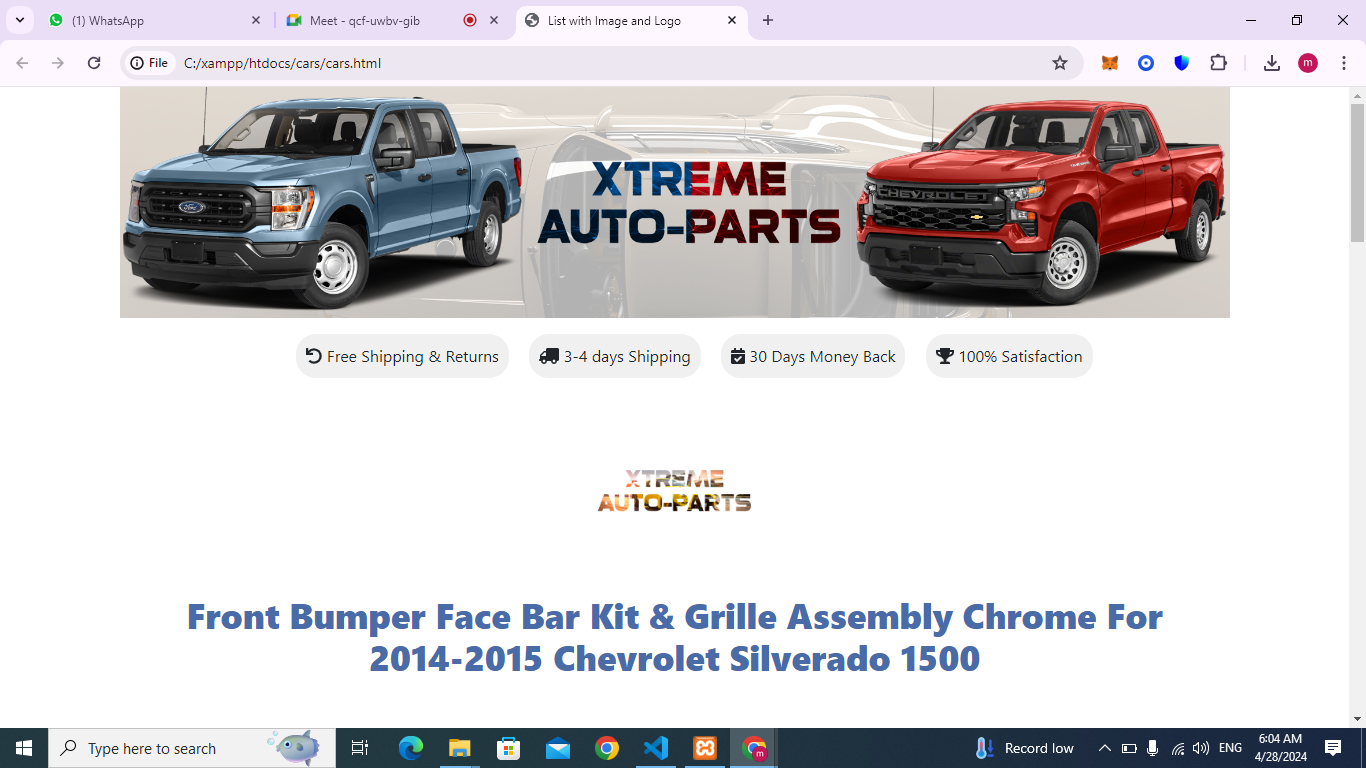 (1) WhatsApp
Meet - qcf-uwbv-gib
List with Image and Logo
File
C:/xampp/htdocs/cars/cars.html
m
XTREME
AUTO-PARTS
Ford
CHEVROLET
Free Shipping & Returns
3-4 days Shipping
30 Days Money Back
100% Satisfaction
XTREME
AUTO-PARTS
Front Bumper Face Bar Kit & Grille Assembly Chrome For
2014-2015 Chevrolet Silverado 1500
Type here to search
m
Record low
ENG
6:04 AM
4/28/2024